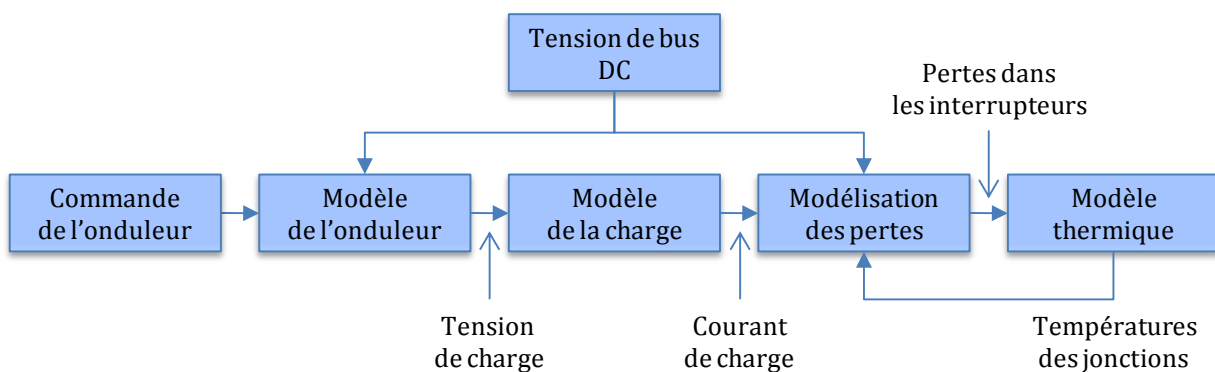 Tension de bus
DC
Pertes dans
les interrupteurs
Commande
de l'onduleur
Modèle
de l'onduleur
Modèle
de la charge
Modélisation
des pertes
Modèle
thermique
Tension
de charge
Courant
de charge
Températures
des jonctions